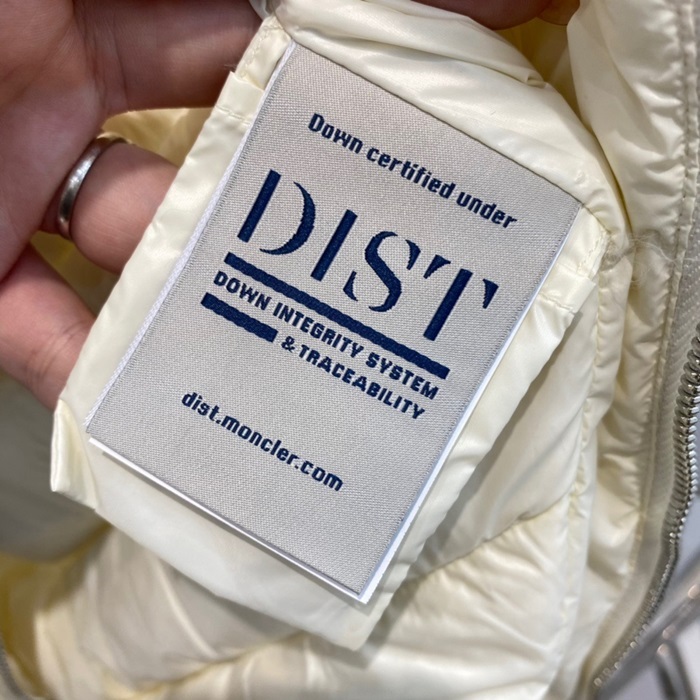 Down certified under
DIST
DOWN INTEGRITY SYSTEM
& TRACEABILITY
dist.moncler.com